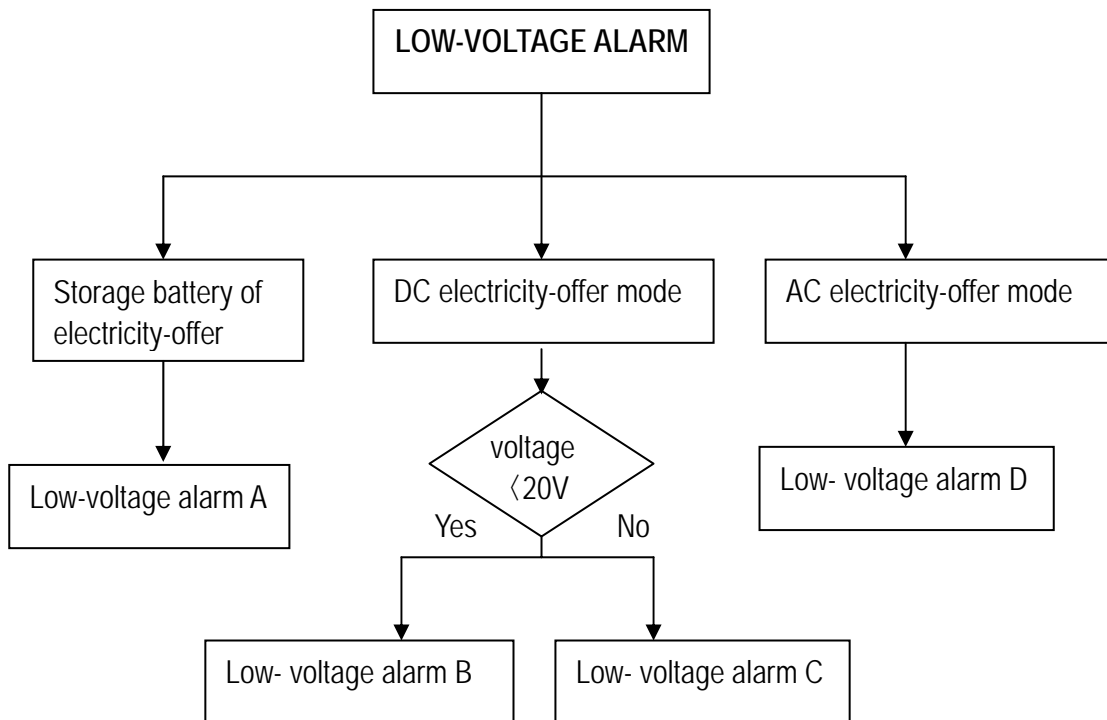 LOW-VOLTAGE ALARM
Storage battery of
electricity-offer
DC electricity-offer mode
AC electricity-offer mode
voltage
〈20V
Yes
No
Low-voltage alarm A
Low- voltage alarm D
Low- voltage alarm B
Low- voltage alarm C